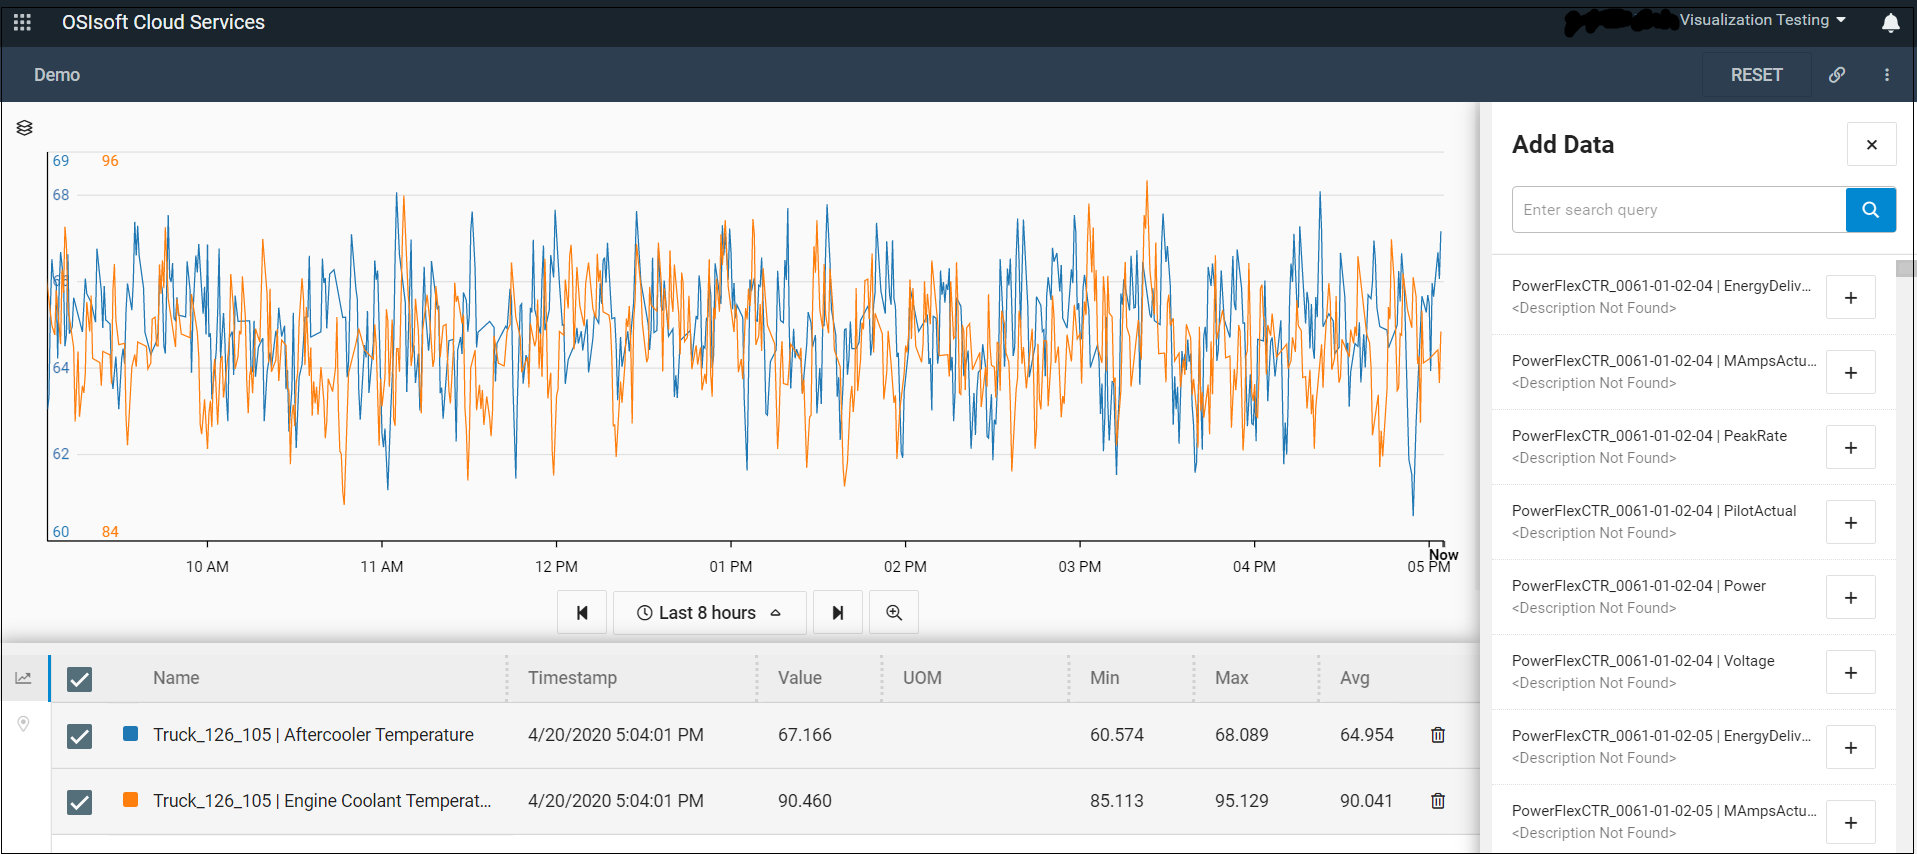 OSIsoft Cloud Services
Visualization Testing
Demo
RESET
69 96
68
66
64
62
60 84
Now
10 AM 11 AM 12 PM 01 PM 02 PM 03 PM 04 PM 05 PM
Last 8 hours
Name Timestamp Value UOM Min Max Avg
Truck_126_105 | Aftercooler Temperature 4/20/2020 5:04:01 PM 67.166 60.574 68.089 64.954
Truck_126_105 | Engine Coolant Temperat... 4/20/2020 5:04:01 PM 90.460 85.113 95.129 90.041
Add Data
Enter search query
PowerFlexCTR_0061-01-02-04 | EnergyDeliv...
<Description Not Found>
PowerFlexCTR_0061-01-02-04 | MAmpsActu...
<Description Not Found>
PowerFlexCTR_0061-01-02-04 | PeakRate
<Description Not Found>
PowerFlexCTR_0061-01-02-04 | PilotActual
<Description Not Found>
PowerFlexCTR_0061-01-02-04 | Power
<Description Not Found>
PowerFlexCTR_0061-01-02-04 | Voltage
<Description Not Found>
PowerFlexCTR_0061-01-02-05 | EnergyDeliv...
<Description Not Found>
PowerFlexCTR_0061-01-02-05 | MAmpsActu...
<Description Not Found>